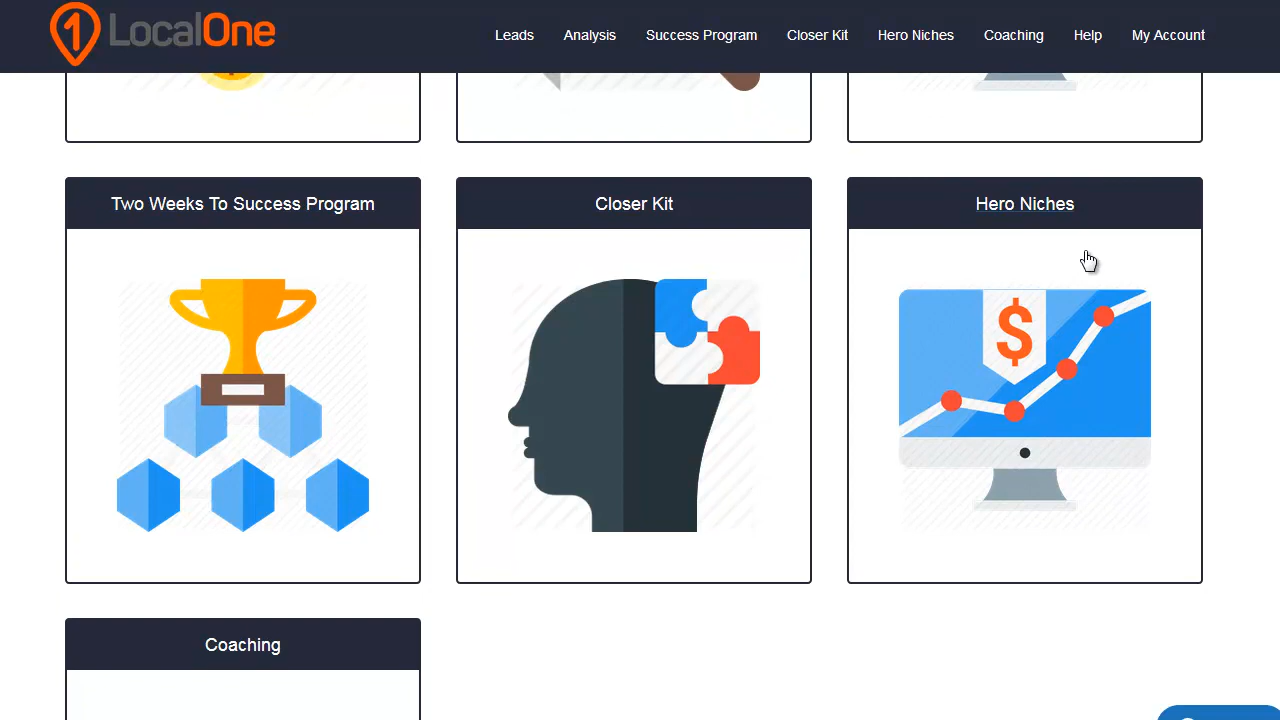 LocalOne
Leads Analysis Success Program Closer Kit Hero Niches Coaching Help My Account
Two Weeks To Success Program
Closer Kit
Hero Niches
$
Coaching